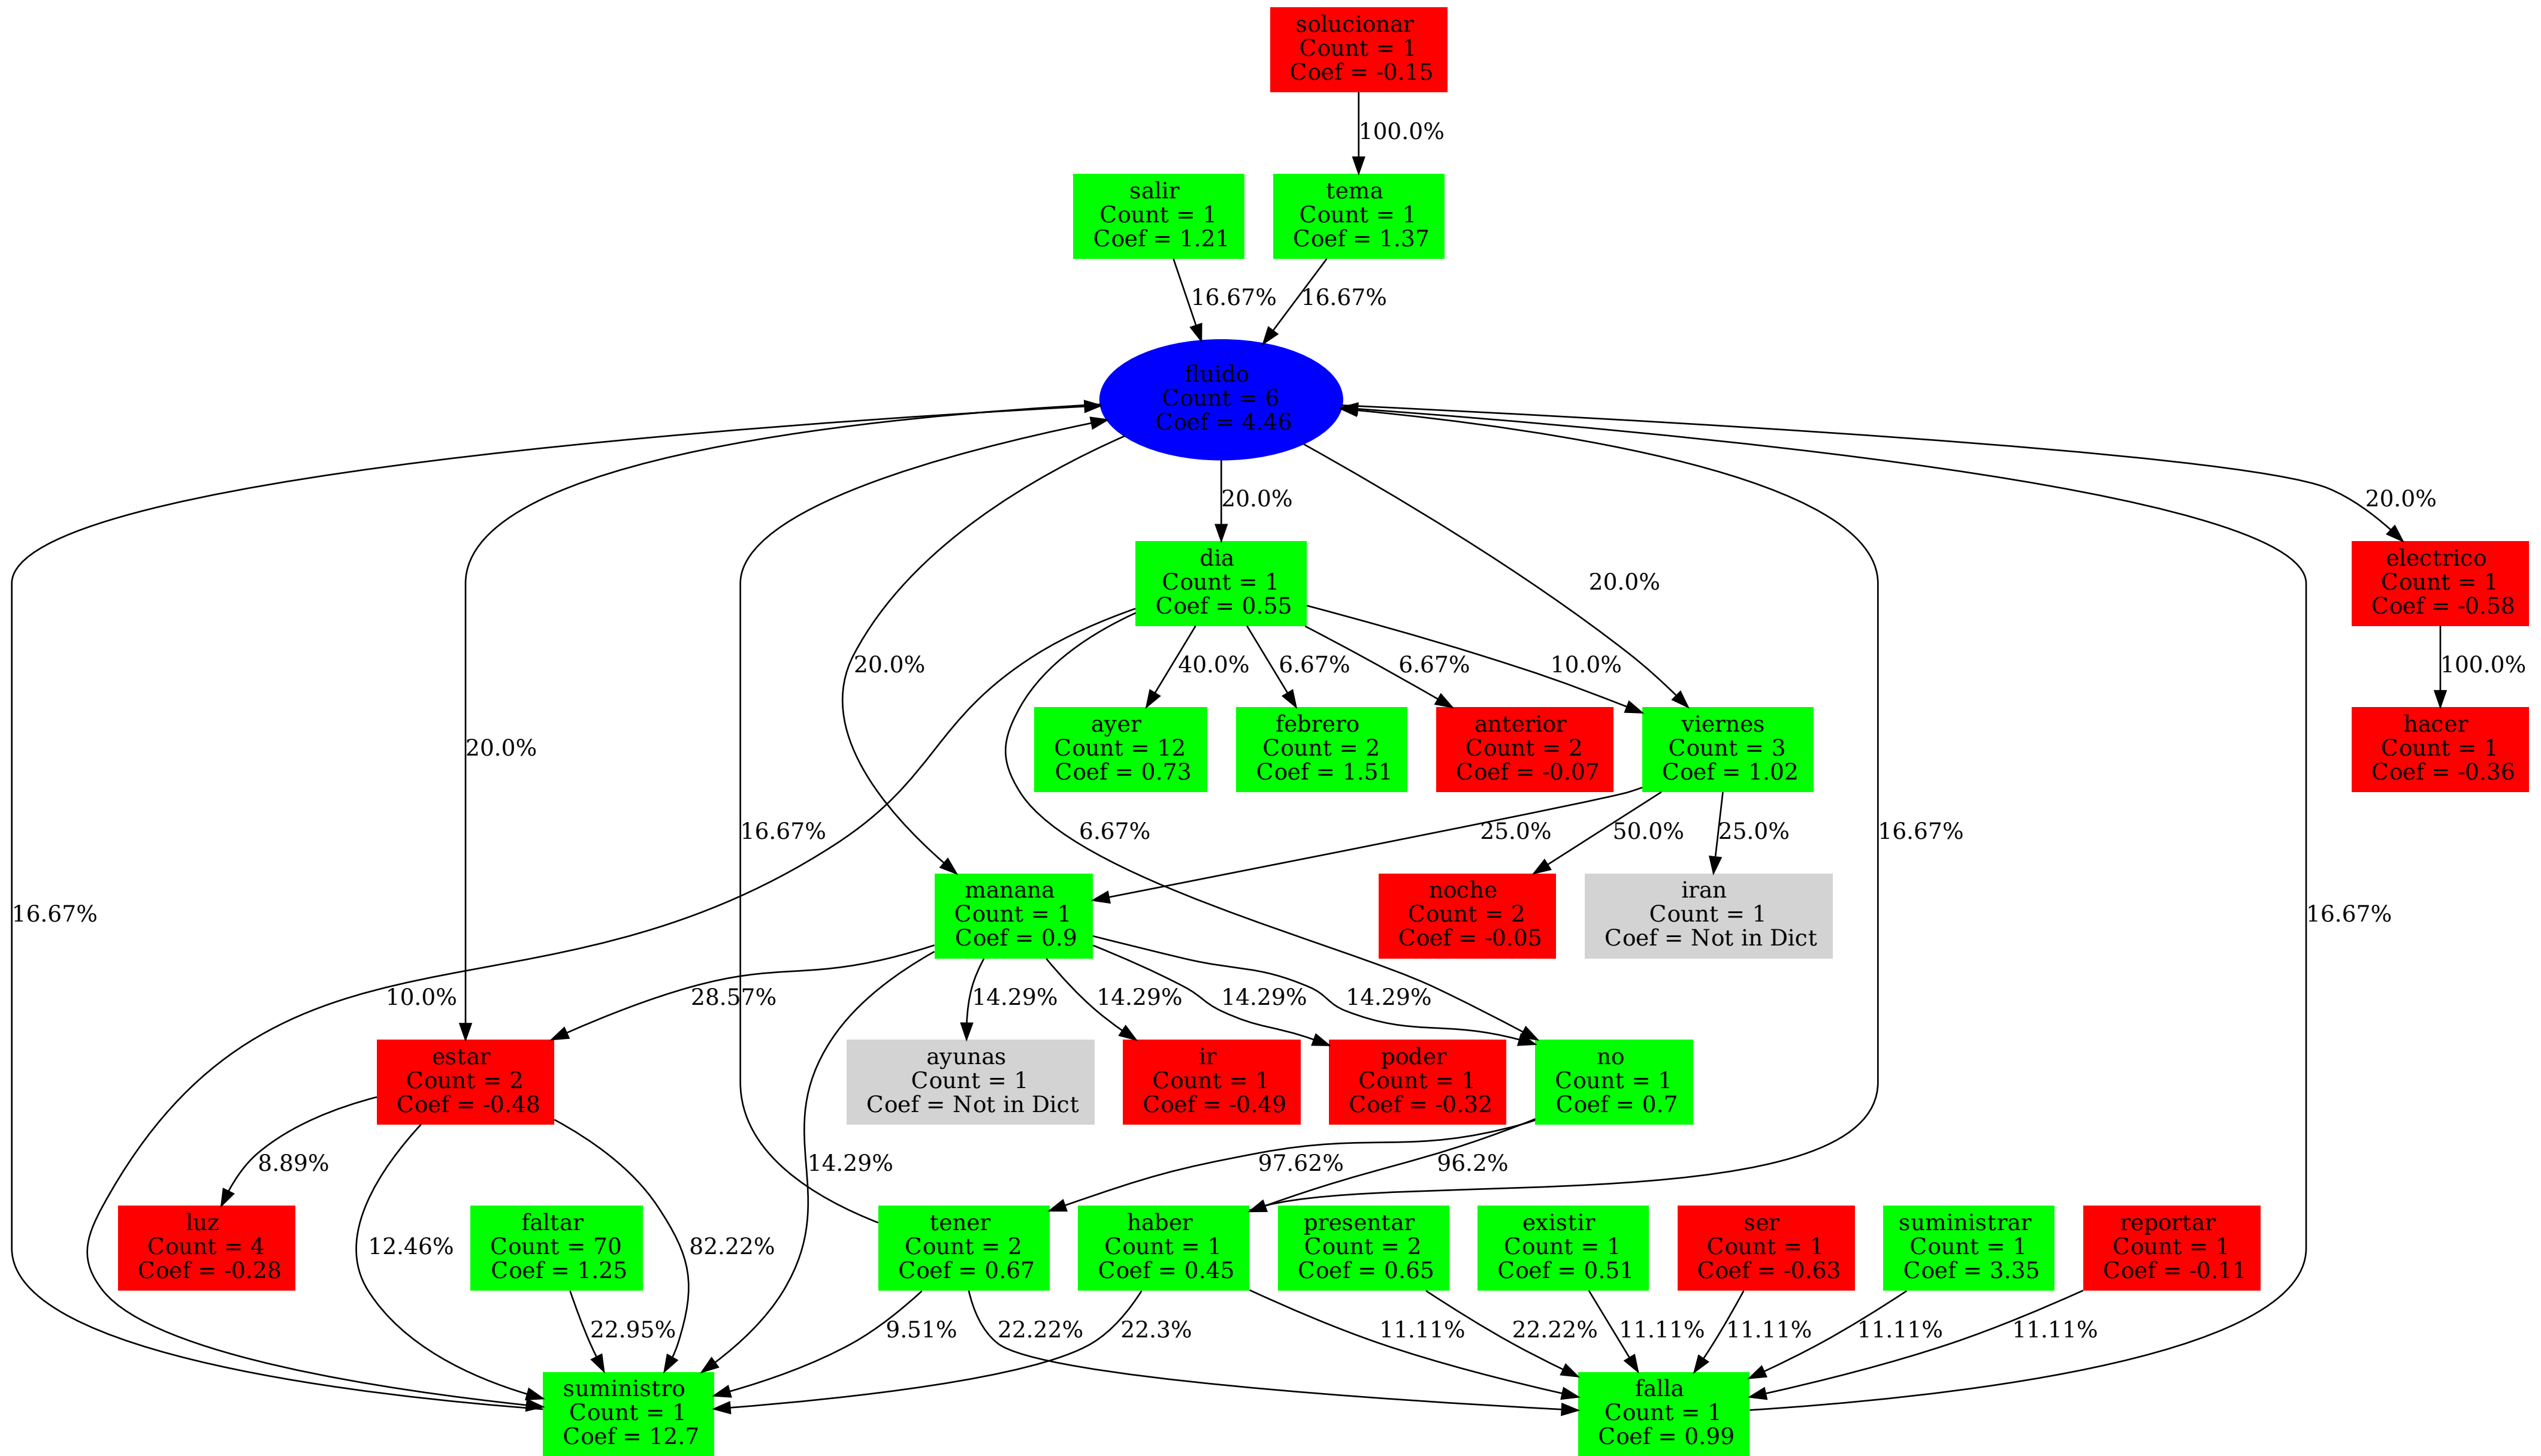 solucionar
Count = 1
Coef = -0.15
100.0%
salir
Count = 1
Coef = 1.21
tema
Count = 1
Coef = 1.37
16.67%
16.67%
fluido
Count = 6
Coef = 4.46
20.0%
20.0%
dia
Count = 1
Coef = 0.55
20.0%
electrico
Count = 1
Coef = -0.58
20.0%
40.0%
6.67%
6.67%
10.0%
100.0%
ayer
Count = 12
Coef = 0.73
febrero
Count = 2
Coef = 1.51
anterior
Count = 2
Coef = -0.07
viernes
Count = 3
Coef = 1.02
hacer
Count = 1
Coef = -0.36
20.0%
16.67%
6.67%
25.0%
50.0%
25.0%
16.67%
16.67%
manana
Count = 1
Coef = 0.9
noche
Count = 2
Coef = -0.05
iran
Count = 1
Coef = Not in Dict
16.67%
10.0%
28.57%
14.29%
14.29%
14.29%
14.29%
estar
Count = 2
Coef = -0.48
ayunas
Count = 1
Coef = Not in Dict
ir
Count = 1
Coef = -0.49
poder
Count = 1
Coef = -0.32
no
Count = 1
Coef = 0.7
8.89%
14.29%
97.62%
96.2%
luz
Count = 4
Coef = -0.28
12.46%
faltar
Count = 70
Coef = 1.25
82.22%
tener
Count = 2
Coef = 0.67
haber
Count = 1
Coef = 0.45
presentar
Count = 2
Coef = 0.65
existir
Count = 1
Coef = 0.51
ser
Count = 1
Coef = -0.63
suministrar
Count = 1
Coef = 3.35
reportar
Count = 1
Coef = -0.11
22.95%
9.51%
22.22%
22.3%
11.11%
22.22%
11.11%
11.11%
11.11%
11.11%
suministro
Count = 1
Coef = 12.7
falla
Count = 1
Coef = 0.99